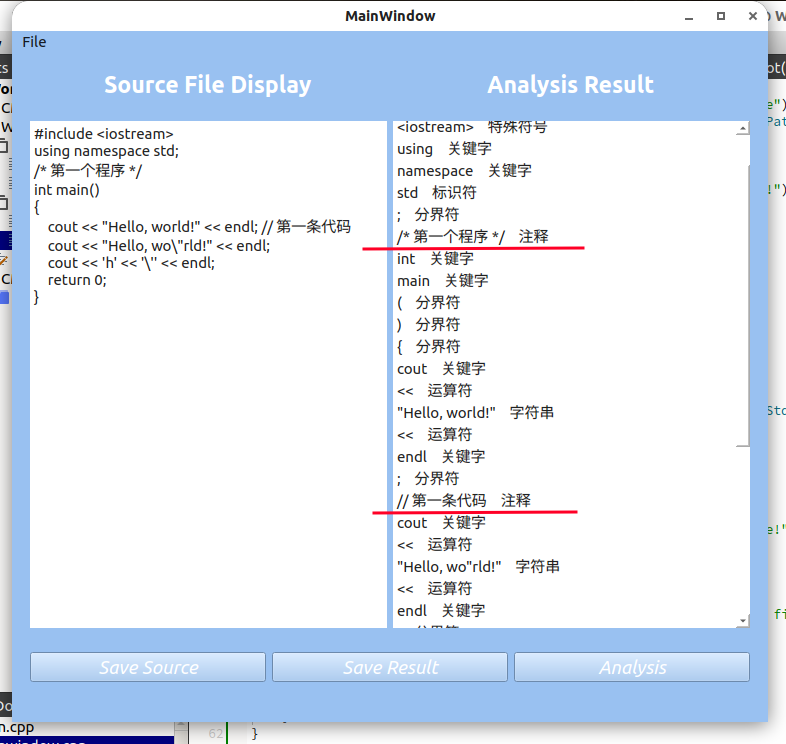 MainWindow
File
Source File Display
Analysis Result
#include <iostream>
using namespace std;
/* 第一个程序 */
int main()
{
cout << "Hello, world!" << endl; // 第一条代码
cout << "Hello, wo\"rld!" << endl;
cout << 'h' << '\'' << endl;
return 0;
}
<iostream> 特殊符号
using 关键字
namespace 关键字
std 标识符
; 分界符
/* 第一个程序 */ 注释
int 关键字
main 关键字
( 分界符
) 分界符
{ 分界符
cout 关键字
<< 运算符
"Hello, world!" 字符串
<< 运算符
endl 关键字
; 分界符
// 第一条代码 注释
cout 关键字
<< 运算符
"Hello, wo"rld!" 字符串
<< 运算符
endl 关键字
Save Source
Save Result
Analysis
n.cpp
62 }